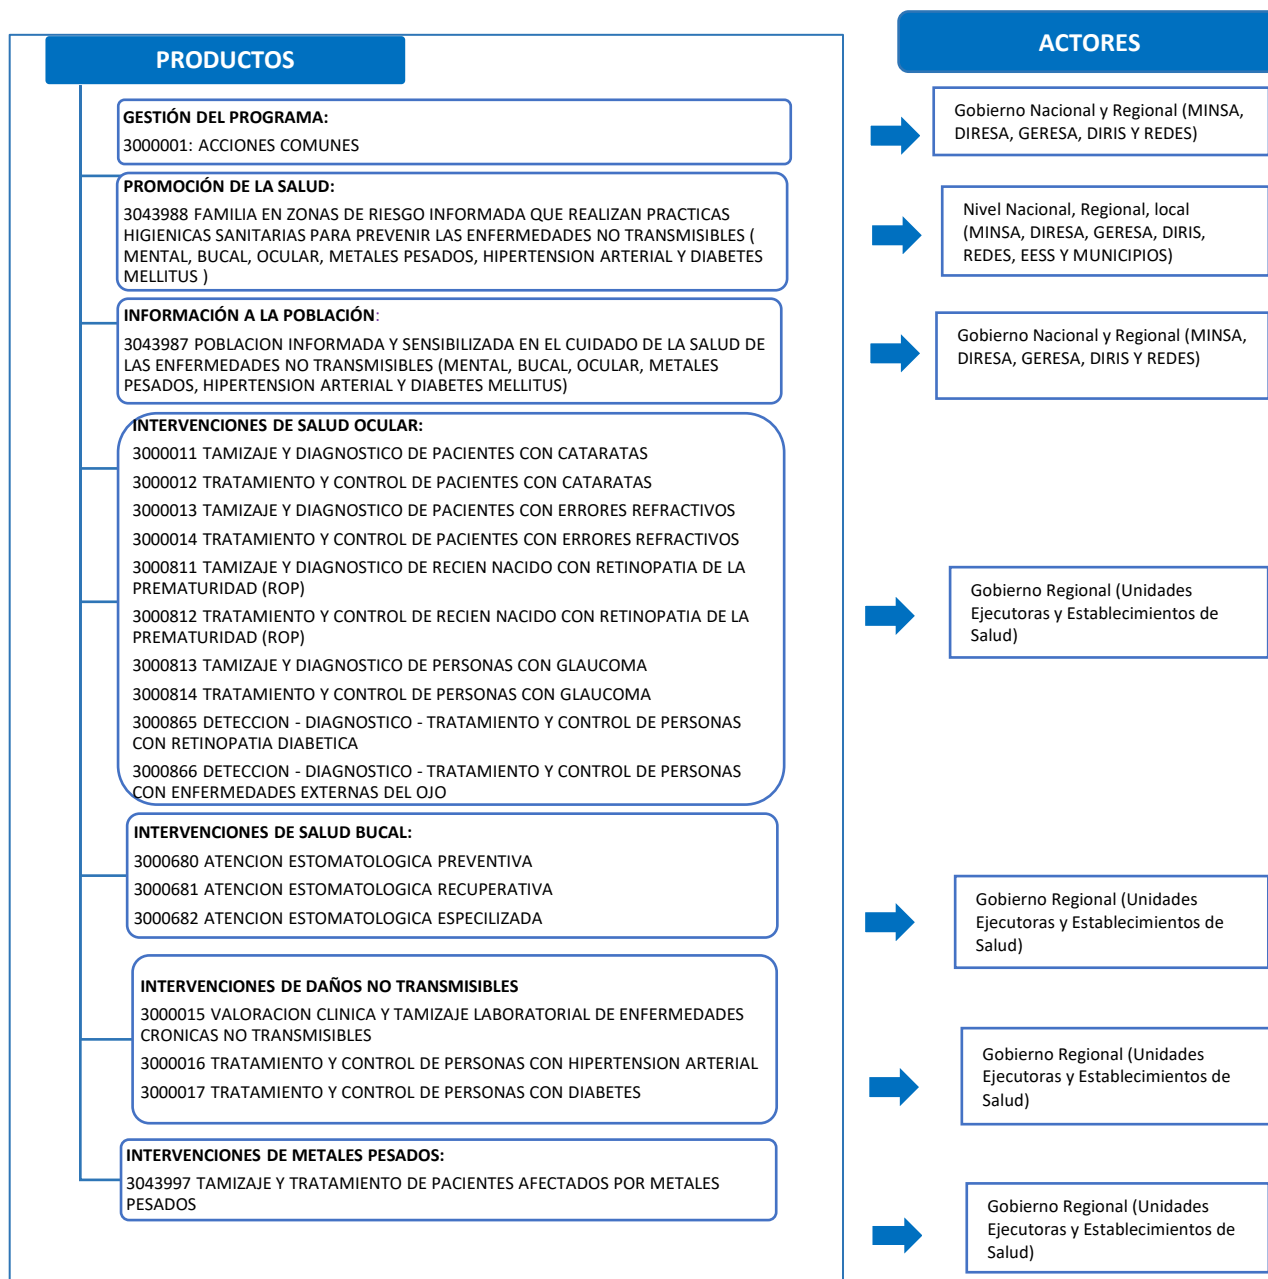 PRODUCTOS
ACTORES
GESTIÓN DEL PROGRAMA:
3000001: ACCIONES COMUNES
Gobierno Nacional y Regional (MINSA,
DIRESA, GERESA, DIRIS Y REDES)
PROMOCIÓN DE LA SALUD:
3043988 FAMILIA EN ZONAS DE RIESGO INFORMADA QUE REALIZAN PRACTICAS
HIGIENICAS SANITARIAS PARA PREVENIR LAS ENFERMEDADES NO TRANSMISIBLES (
MENTAL, BUCAL, OCULAR, METALES PESADOS, HIPERTENSION ARTERIAL Y DIABETES
MELLITUS )
Nivel Nacional, Regional, local
(MINSA, DIRESA, GERESA, DIRIS,
REDES, EESS Y MUNICIPIOS)
INFORMACIÓN A LA POBLACIÓN:
3043987 POBLACION INFORMADA Y SENSIBILIZADA EN EL CUIDADO DE LA SALUD DE
LAS ENFERMEDADES NO TRANSMISIBLES (MENTAL, BUCAL, OCULAR, METALES
PESADOS, HIPERTENSION ARTERIAL Y DIABETES MELLITUS)
Gobierno Nacional y Regional (MINSA,
DIRESA, GERESA, DIRIS Y REDES)
INTERVENCIONES DE SALUD OCULAR:
3000011 TAMIZAJE Y DIAGNOSTICO DE PACIENTES CON CATARATAS
3000012 TRATAMIENTO Y CONTROL DE PACIENTES CON CATARATAS
3000013 TAMIZAJE Y DIAGNOSTICO DE PACIENTES CON ERRORES REFRACTIVOS
3000014 TRATAMIENTO Y CONTROL DE PACIENTES CON ERRORES REFRACTIVOS
3000811 TAMIZAJE Y DIAGNOSTICO DE RECIEN NACIDO CON RETINOPATIA DE LA
PREMATURIDAD (ROP)
3000812 TRATAMIENTO Y CONTROL DE RECIEN NACIDO CON RETINOPATIA DE LA
PREMATURIDAD (ROP)
3000813 TAMIZAJE Y DIAGNOSTICO DE PERSONAS CON GLAUCOMA
3000814 TRATAMIENTO Y CONTROL DE PERSONAS CON GLAUCOMA
3000865 DETECCION - DIAGNOSTICO - TRATAMIENTO Y CONTROL DE PERSONAS
CON RETINOPATIA DIABETICA
3000866 DETECCION - DIAGNOSTICO - TRATAMIENTO Y CONTROL DE PERSONAS
CON ENFERMEDADES EXTERNAS DEL OJO
Gobierno Regional (Unidades
Ejecutoras y Establecimientos de
Salud)
INTERVENCIONES DE SALUD BUCAL:
3000680 ATENCION ESTOMATOLOGICA PREVENTIVA
3000681 ATENCION ESTOMATOLOGICA RECUPERATIVA
3000682 ATENCION ESTOMATOLOGICA ESPECILIZADA
Gobierno Regional (Unidades
Ejecutoras y Establecimientos de
Salud)
INTERVENCIONES DE DAÑOS NO TRANSMISIBLES
3000015 VALORACION CLINICA Y TAMIZAJE LABORATORIAL DE ENFERMEDADES
CRONICAS NO TRANSMISIBLES
3000016 TRATAMIENTO Y CONTROL DE PERSONAS CON HIPERTENSION ARTERIAL
3000017 TRATAMIENTO Y CONTROL DE PERSONAS CON DIABETES
Gobierno Regional (Unidades
Ejecutoras y Establecimientos de
Salud)
INTERVENCIONES DE METALES PESADOS:
3043997 TAMIZAJE Y TRATAMIENTO DE PACIENTES AFECTADOS POR METALES
PESADOS
Gobierno Regional (Unidades
Ejecutoras y Establecimientos de
Salud)